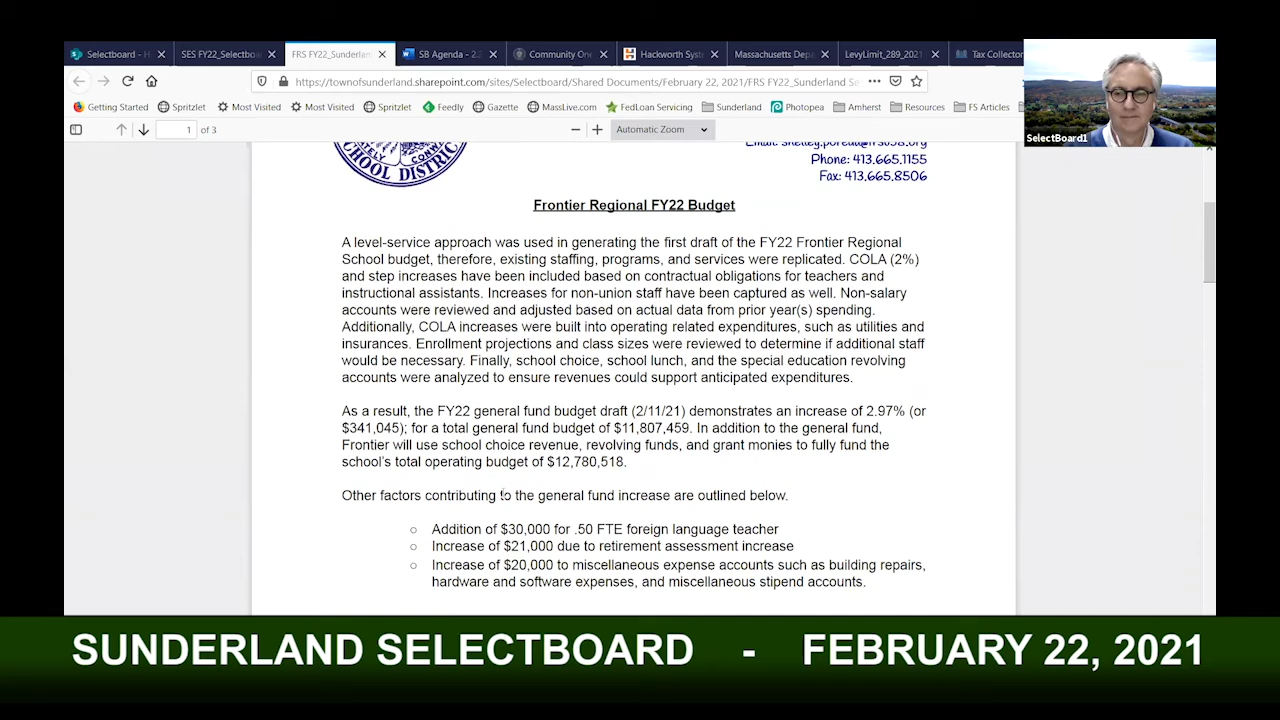 Selectboard - H
SES FY22_Selectboa
FRS FY22_Sunderlan
SB Agenda - 2.
Community One
Hackworth Syst
Massachusetts Depa
LevyLimit_289_2021
Tax Collector
https://townofsunderland.sharepoint.com/sites/Selectboard/Shared Documents/February 22, 2021/FRS FY22_Sunderland Se
Getting Started
Spritzlet
Most Visited
Most Visited
Spritzlet
Feedly
Gazette
MassLive.com
FedLoan Servicing
Sunderland
Photopea
Amherst
Resources
FS Articles
1 of 3
Automatic Zoom
SelectBoard1
SCHOOL DISTRICT
Phone: 413.665.1155
Fax: 413.665.8506
Frontier Regional FY22 Budget
A level-service approach was used in generating the first draft of the FY22 Frontier Regional
School budget, therefore, existing staffing, programs, and services were replicated. COLA (2%)
and step increases have been included based on contractual obligations for teachers and
instructional assistants. Increases for non-union staff have been captured as well. Non-salary
accounts were reviewed and adjusted based on actual data from prior year(s) spending.
Additionally, COLA increases were built into operating related expenditures, such as utilities and
insurances. Enrollment projections and class sizes were reviewed to determine if additional staff
would be necessary. Finally, school choice, school lunch, and the special education revolving
accounts were analyzed to ensure revenues could support anticipated expenditures.
As a result, the FY22 general fund budget draft (2/11/21) demonstrates an increase of 2.97% (or
$341,045); for a total general fund budget of $11,807,459. In addition to the general fund,
Frontier will use school choice revenue, revolving funds, and grant monies to fully fund the
school's total operating budget of $12,780,518.
Other factors contributing to the general fund increase are outlined below.
Addition of $30,000 for .50 FTE foreign language teacher
Increase of $21,000 due to retirement assessment increase
Increase of $20,000 to miscellaneous expense accounts such as building repairs,
hardware and software expenses, and miscellaneous stipend accounts.
SUNDERLAND SELECTBOARD - FEBRUARY 22, 2021